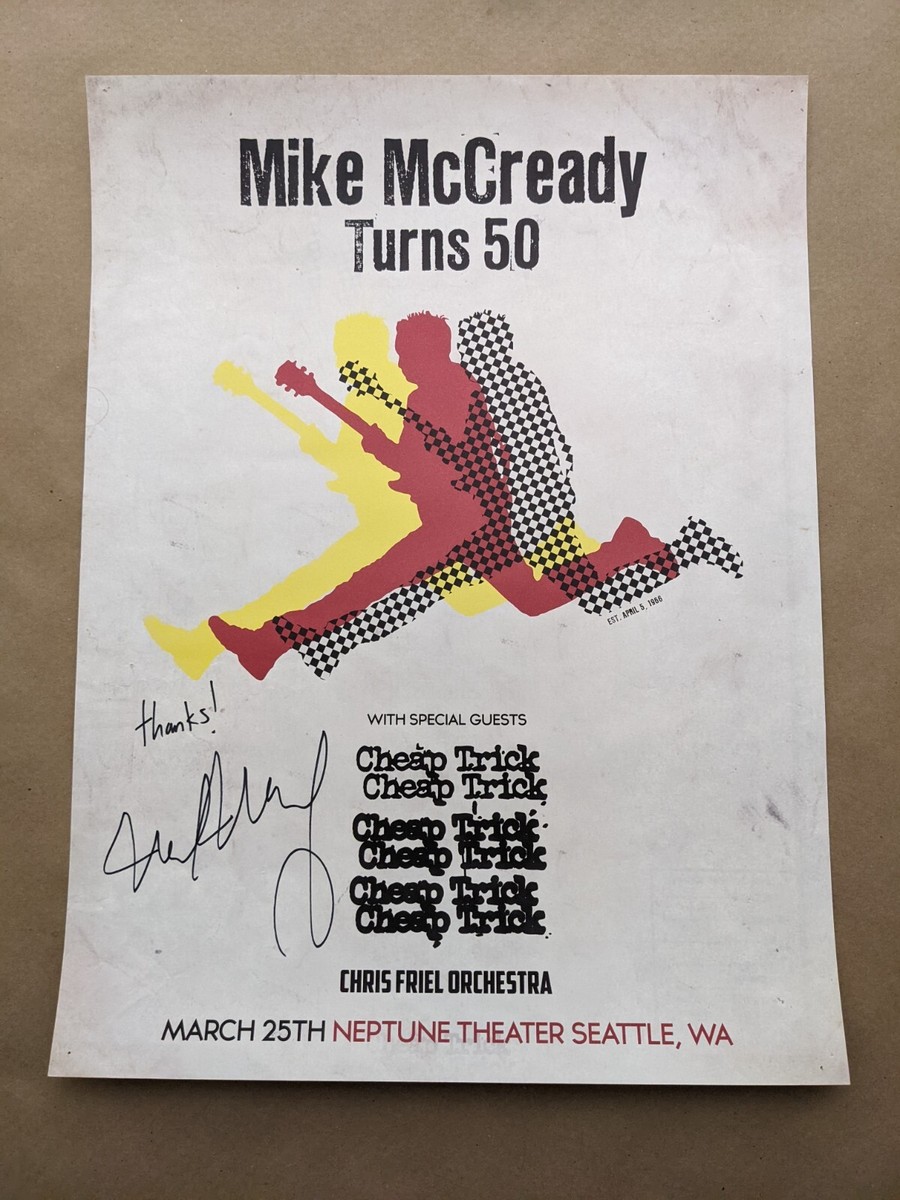 Mike McCready
Turns 50
EST. APRIL 5, 1966
thanks!
WITH SPECIAL GUESTS
Cheap Trick
Cheap Trick
Cheap Trick
Cheap Trick
Cheap Trick
Cheap Trick
CHRIS FRIEL ORCHESTRA
MARCH 25TH NEPTUNE THEATER SEATTLE, WA